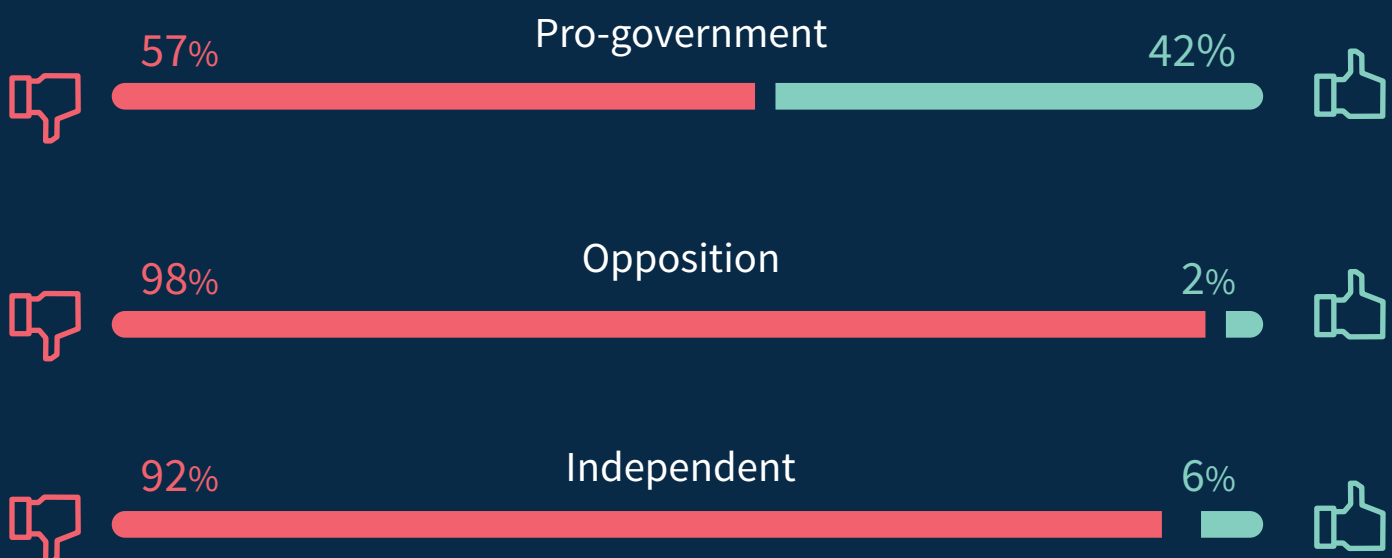 Pro-government
57% 42%
Opposition
98% 2%
Independent
92% 6%